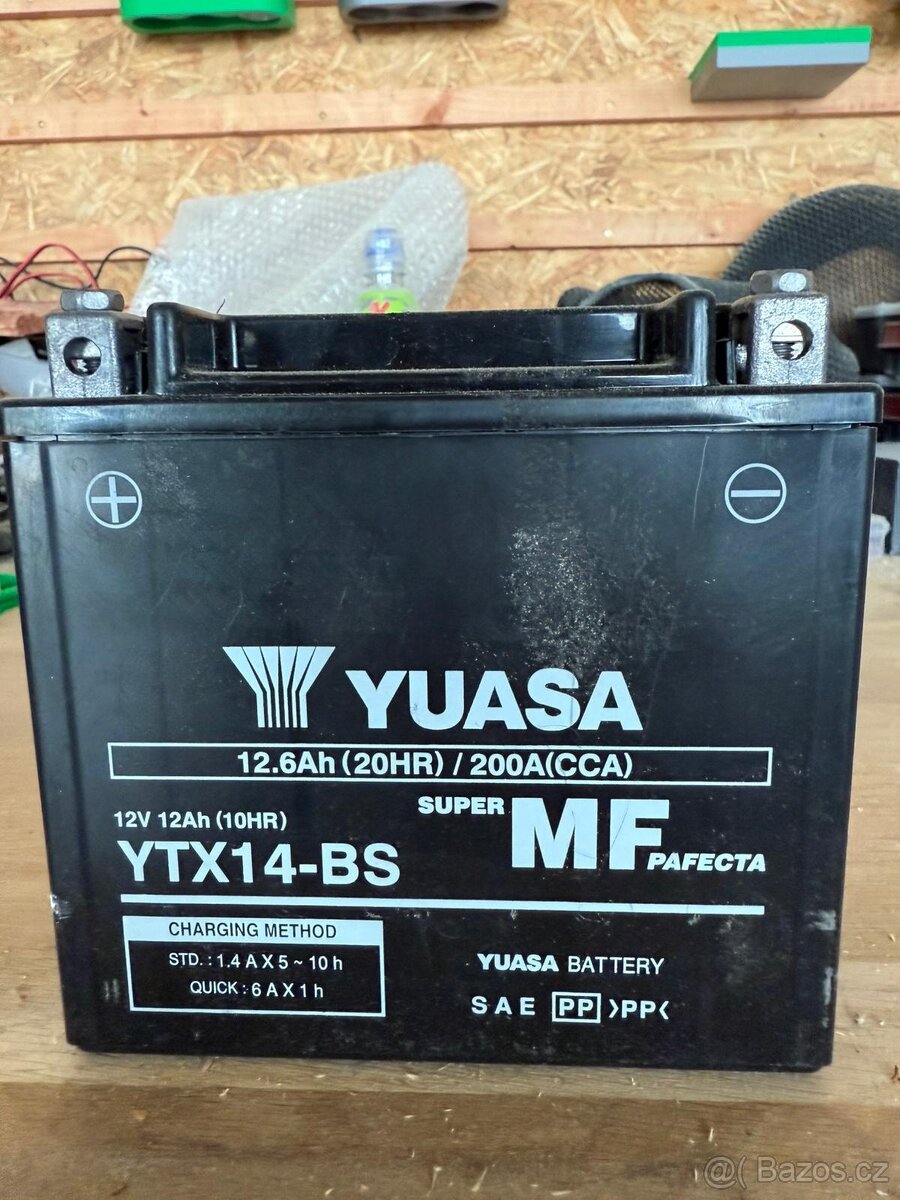 YUASA
12.6Ah (20HR) / 200A(CCA)
12V 12Ah (10HR)
SUPER MF PAFECTA
YTX14-BS
CHARGING METHOD
STD. : 1.4 A X 5 ~ 10 h
QUICK : 6 A X 1 h
YUASA BATTERY
S A E PP >PP<
@( Bazos.cz